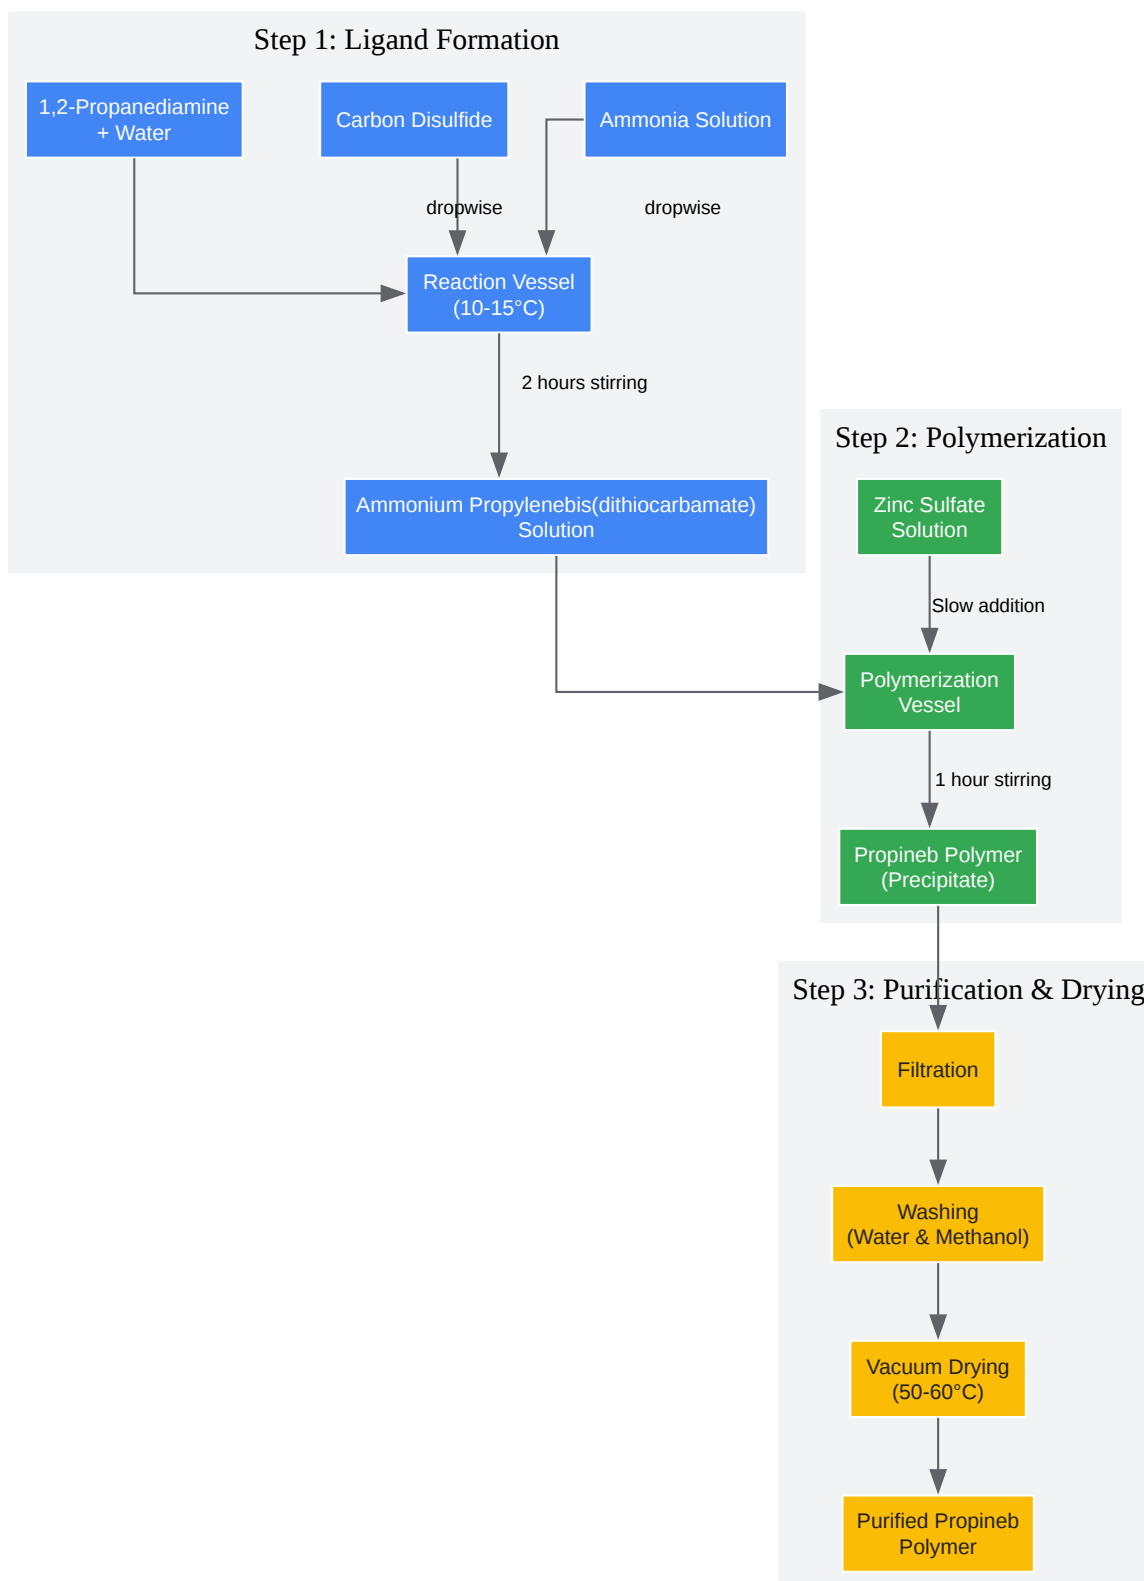 Step 1: Ligand Formation
1,2-Propanediamine
+ Water
Carbon Disulfide
Ammonia Solution
dropwise
dropwise
Reaction Vessel
(10-15°C)
2 hours stirring
Ammonium Propylenebis(dithiocarbamate)
Solution
Step 2: Polymerization
Zinc Sulfate
Solution
Slow addition
Polymerization
Vessel
1 hour stirring
Propineb Polymer
(Precipitate)
Step 3: Purification & Drying
Filtration
Washing
(Water & Methanol)
Vacuum Drying
(50-60°C)
Purified Propineb
Polymer